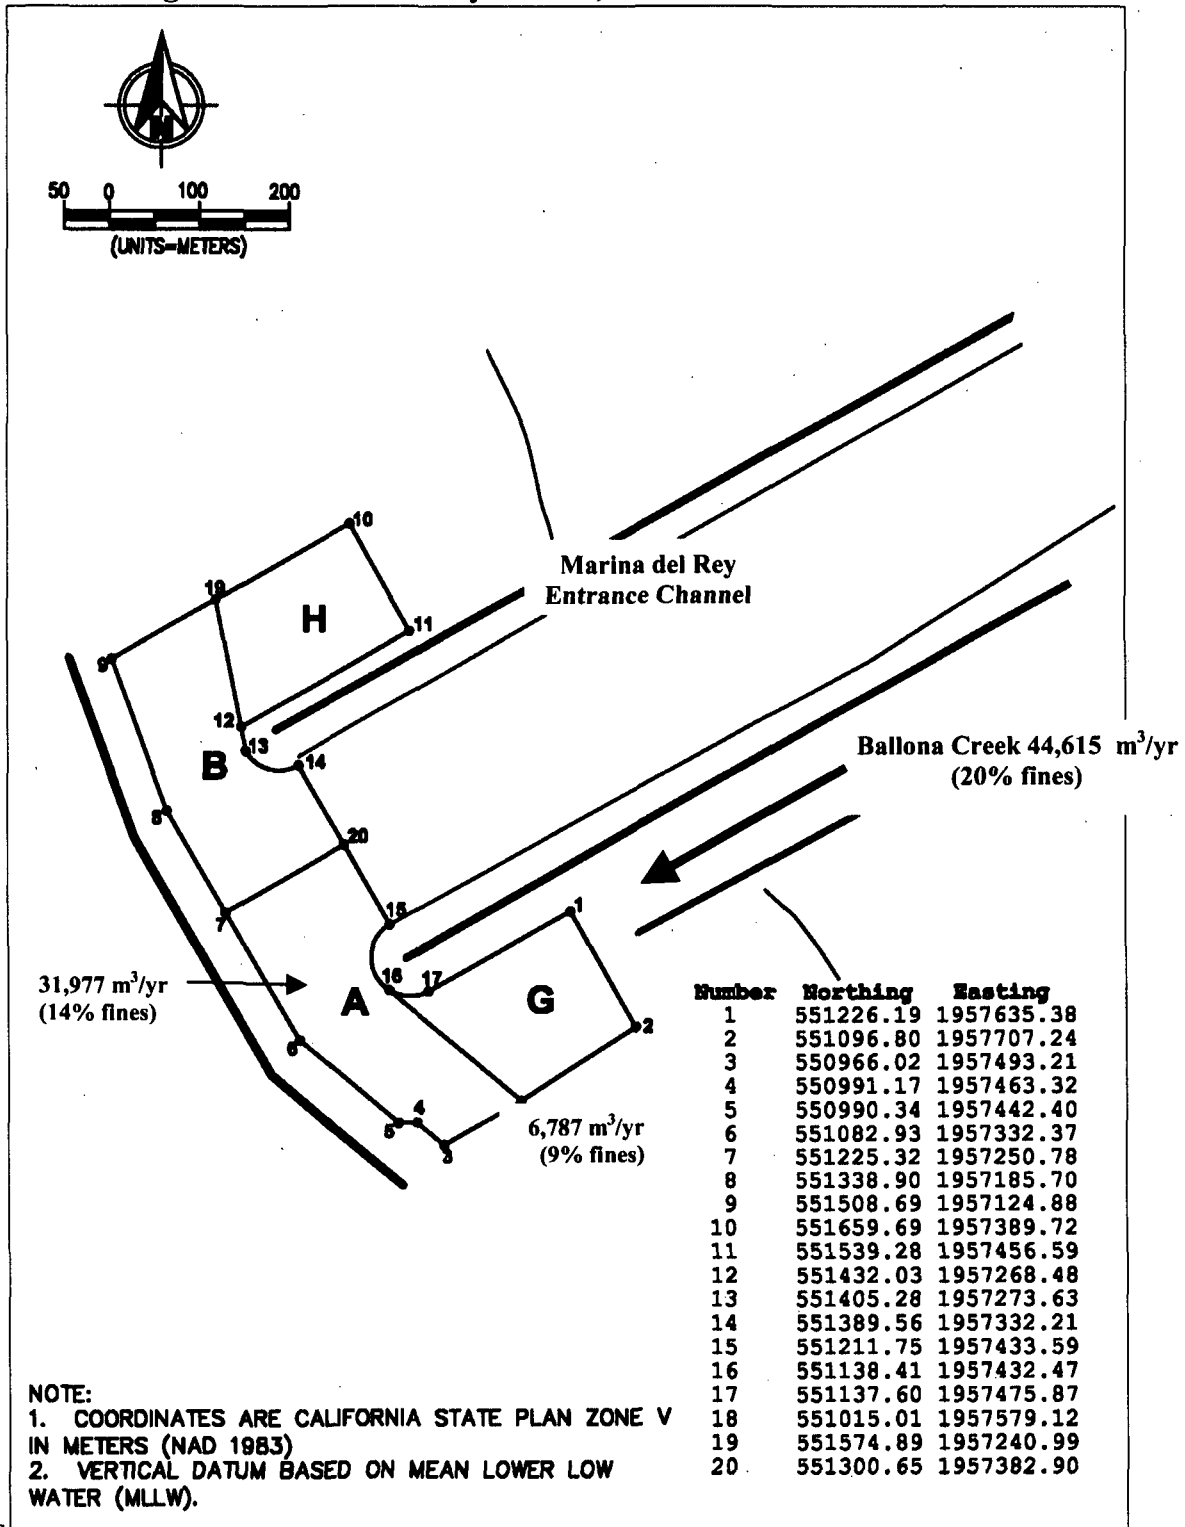 N
50 0 100 200
(UNITS=METERS)
10
19
H
11
9
12
13
B
14
8
20
7
15
Marina del Rey
Entrance Channel
Ballona Creek 44,615 m³/yr
(20% fines)
1
16
17
31,977 m³/yr
(14% fines)
A
G
2
6
4
5
3
6,787 m³/yr
(9% fines)
Number Northing Easting
1 551226.19 1957635.38
2 551096.80 1957707.24
3 550966.02 1957493.21
4 550991.17 1957463.32
5 550990.34 1957442.40
6 551082.93 1957332.37
7 551225.32 1957250.78
8 551338.90 1957185.70
9 551508.69 1957124.88
10 551659.69 1957389.72
11 551539.28 1957456.59
12 551432.03 1957268.48
13 551405.28 1957273.63
14 551389.56 1957332.21
15 551211.75 1957433.59
16 551138.41 1957432.47
17 551137.60 1957475.87
18 551015.01 1957579.12
19 551574.89 1957240.99
20 551300.65 1957382.90
NOTE:
1. COORDINATES ARE CALIFORNIA STATE PLAN ZONE V
IN METERS (NAD 1983)
2. VERTICAL DATUM BASED ON MEAN LOWER LOW
WATER (MLLW).